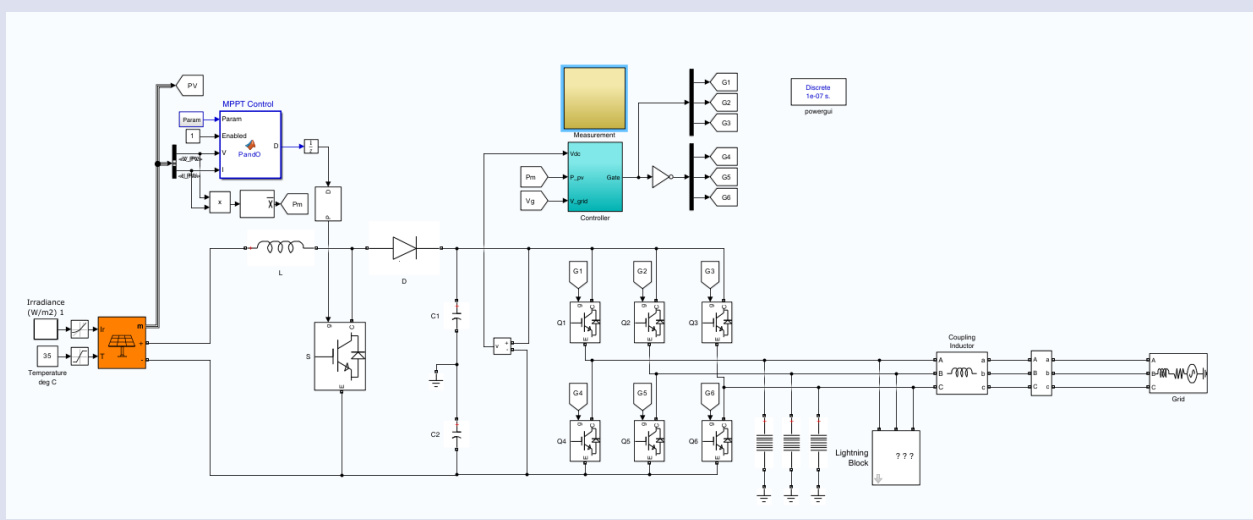 PV
MPPT Control
Param
Param
1
Enabled
V
I
PandO
D
1
z
D
P
x
Pm
Measurement
Vdc
Pm
P_pv
Gate
Vg
V_grid
Controller
G1
G2
G3
G4
G5
G6
Discrete
1e-07 s.
powergui
L
D
C1
C2
Irradiance
(W/m2) 1
Ir
m
+
35
T
-
Temperature
deg C
g
C
S
E
v
+
-
G1
G2
G3
g
C
g
C
g
C
Q1
Q2
Q3
E
E
E
G4
G5
G6
g
C
g
C
g
C
Q4
Q5
Q6
E
E
E
Coupling
Inductor
A
a
A
a
A
B
b
B
b
B
C
c
C
c
C
Grid
Lightning
Block
? ? ?